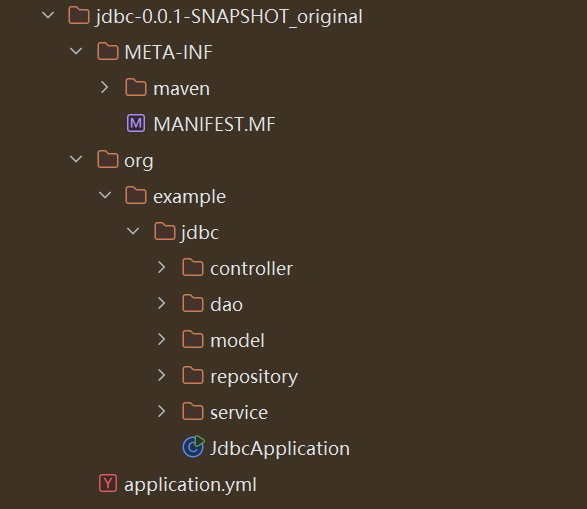 jdbc-0.0.1-SNAPSHOT_original
META-INF
maven
MANIFEST.MF
org
example
jdbc
controller
dao
model
repository
service
JdbcApplication
application.yml